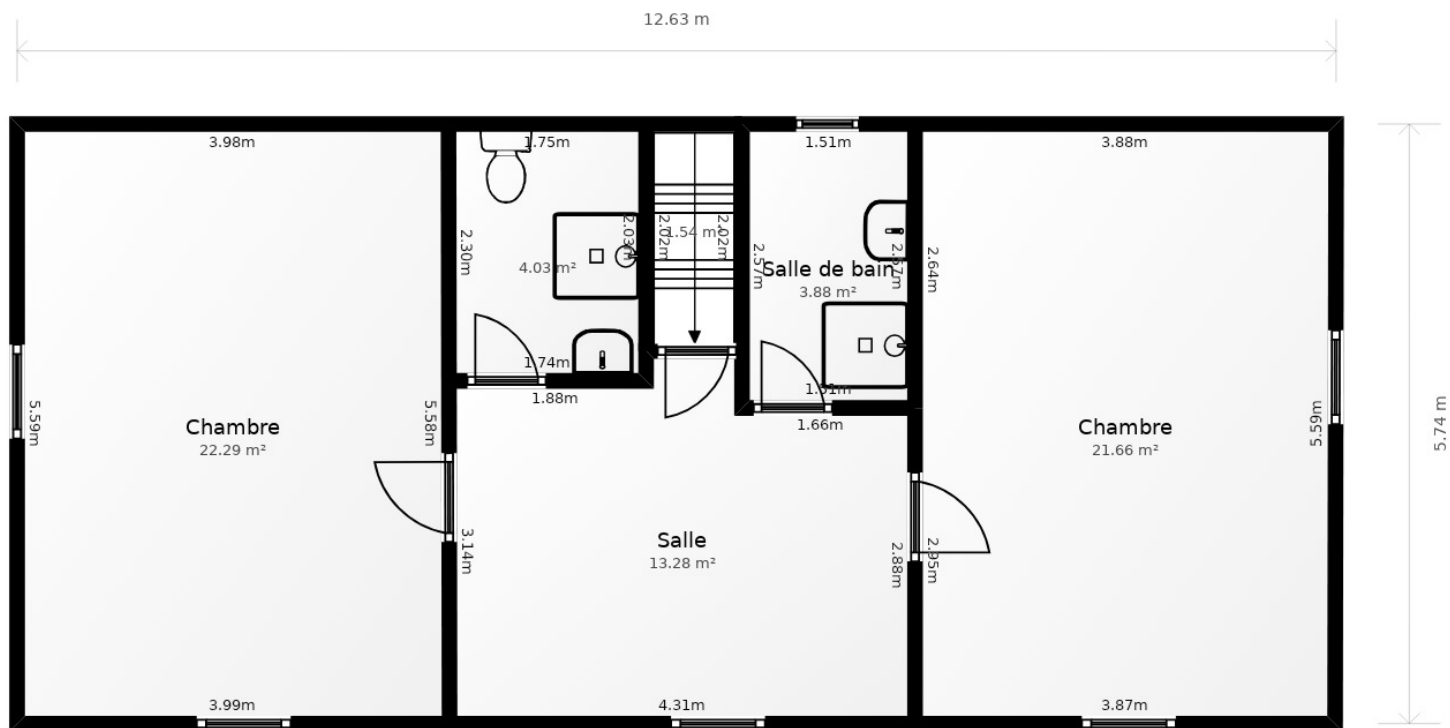 12.63 m
3.98m
1.75m
1.51m
3.88m
2.30m
2.03m
2.02m
1.54 m²
2.02m
2.57m
2.57m
2.64m
4.03 m²
Salle de bain
3.88 m²
1.74m
1.88m
1.51m
1.66m
5.59m
Chambre
22.29 m²
5.58m
Chambre
21.66 m²
5.59m
5.74 m
3.14m
Salle
13.28 m²
2.88m
2.95m
3.99m
4.31m
3.87m